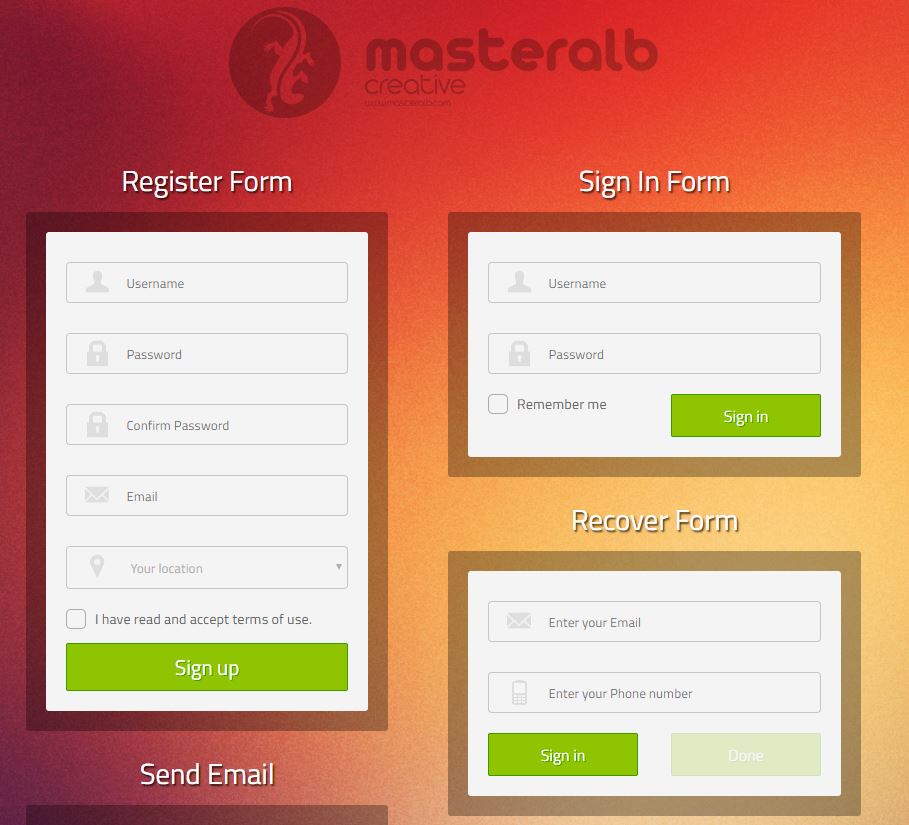 masteralb
creative
www.masteralb.com
Register Form
Username
Password
Confirm Password
Email
Your location
I have read and accept terms of use.
Sign up
Send Email
Sign In Form
Username
Password
Remember me
Sign in
Recover Form
Enter your Email
Enter your Phone number
Sign in
Done